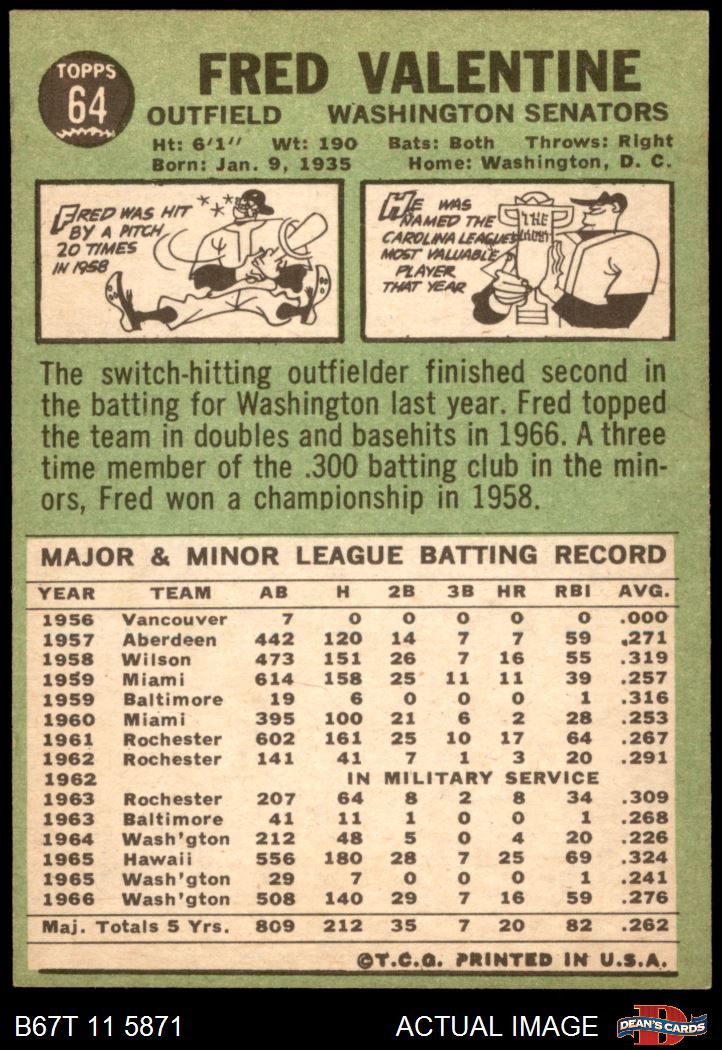 TOPPS
64
FRED VALENTINE
OUTFIELD WASHINGTON SENATORS
Ht: 6'1" Wt: 190 Bats: Both Throws: Right
Born: Jan. 9, 1935 Home: Washington, D. C.
FRED WAS HIT
BY A PITCH
20 TIMES
IN 1958
HE WAS
NAMED THE
CAROLINA LEAGUE'S
MOST VALUABLE
PLAYER
THAT YEAR
THE
The switch-hitting outfielder finished second in
the batting for Washington last year. Fred topped
the team in doubles and basehits in 1966. A three
time member of the .300 batting club in the min-
ors, Fred won a championship in 1958.
MAJOR & MINOR LEAGUE BATTING RECORD
YEAR TEAM AB H 2B 3B HR RBI AVG.
1956 Vancouver 7 0 0 0 0 0 .000
1957 Aberdeen 442 120 14 7 7 59 .271
1958 Wilson 473 151 26 7 16 55 .319
1959 Miami 614 158 25 11 11 39 .257
1959 Baltimore 19 6 0 0 0 1 .316
1960 Miami 395 100 21 6 2 28 .253
1961 Rochester 602 161 25 10 17 64 .267
1962 Rochester 141 41 7 1 3 20 .291
1962 IN MILITARY SERVICE
1963 Rochester 207 64 8 2 8 34 .309
1963 Baltimore 41 11 1 0 0 1 .268
1964 Wash'gton 212 48 5 0 4 20 .226
1965 Hawaii 556 180 28 7 25 69 .324
1965 Wash'gton 29 7 0 0 0 1 .241
1966 Wash'gton 508 140 29 7 16 59 .276
Maj. Totals 5 Yrs. 809 212 35 7 20 82 .262
©T.C.G. PRINTED IN U.S.A.
B67T 11 5871 ACTUAL IMAGE
DEAN'S CARDS